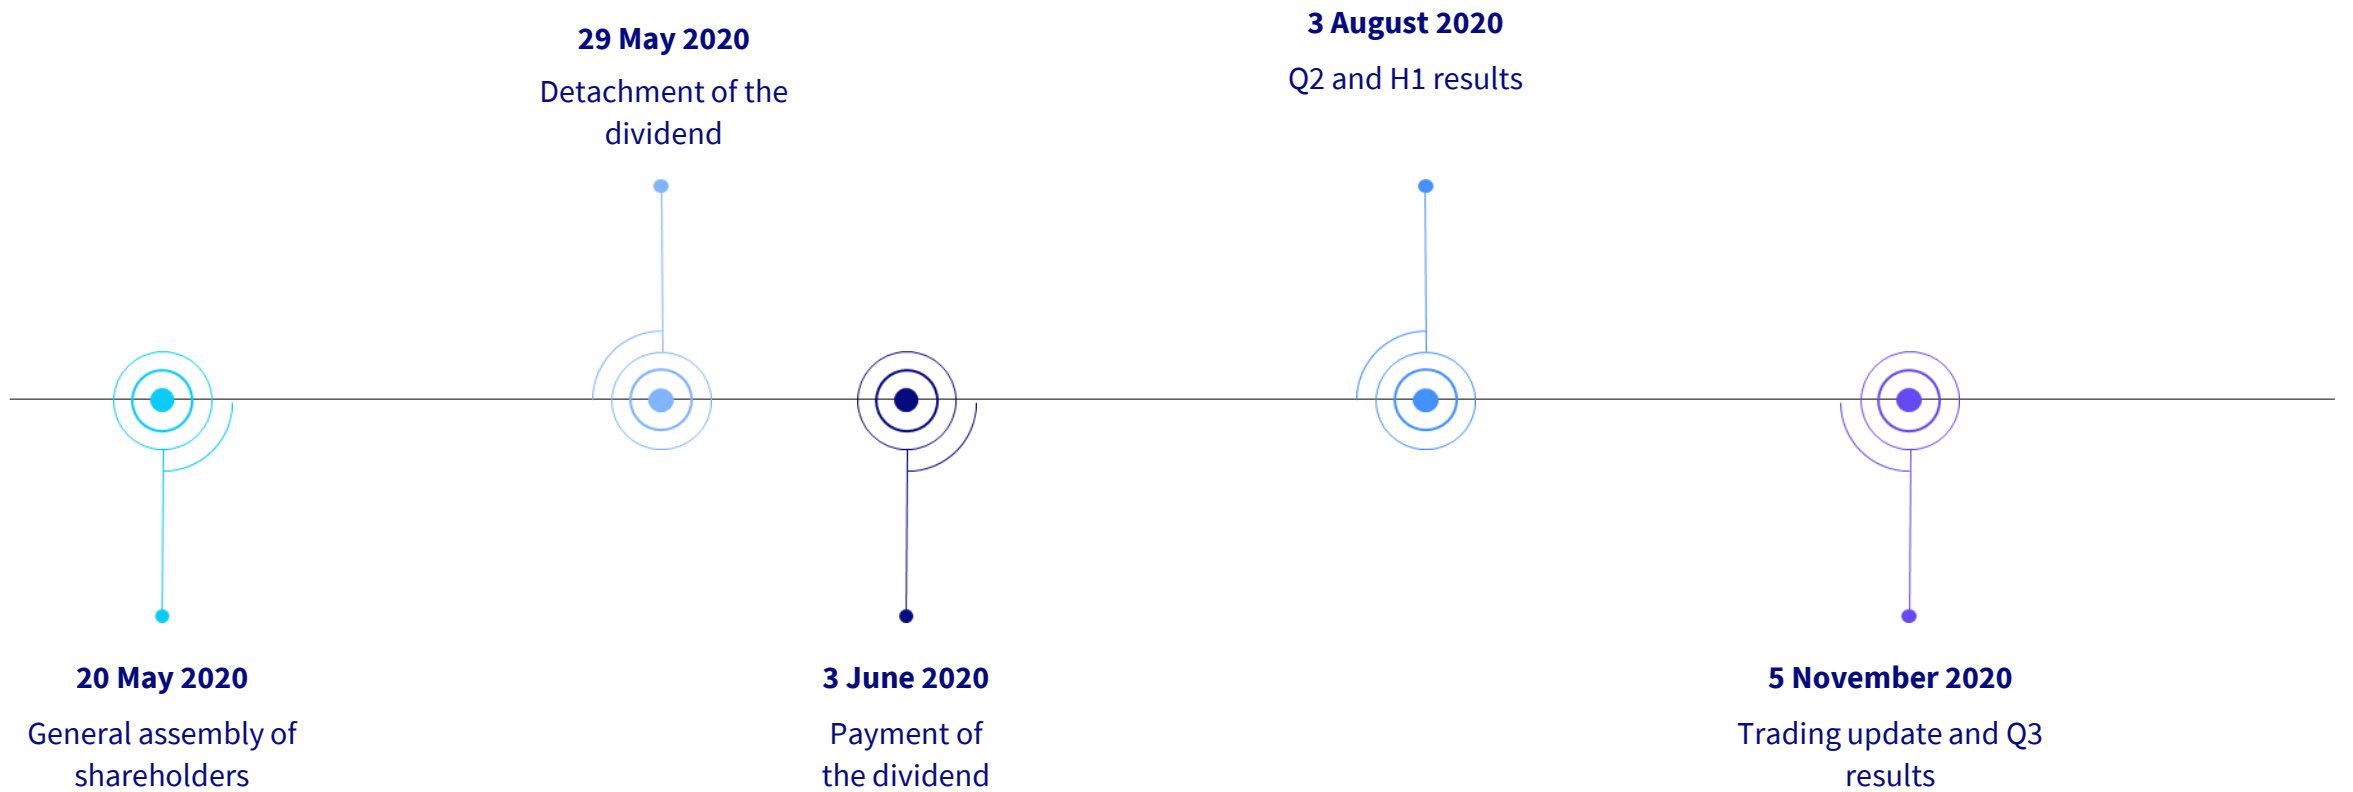 20 May 2020
General assembly of
shareholders
29 May 2020
Detachment of the
dividend
3 June 2020
Payment of
the dividend
3 August 2020
Q2 and H1 results
5 November 2020
Trading update and Q3
results